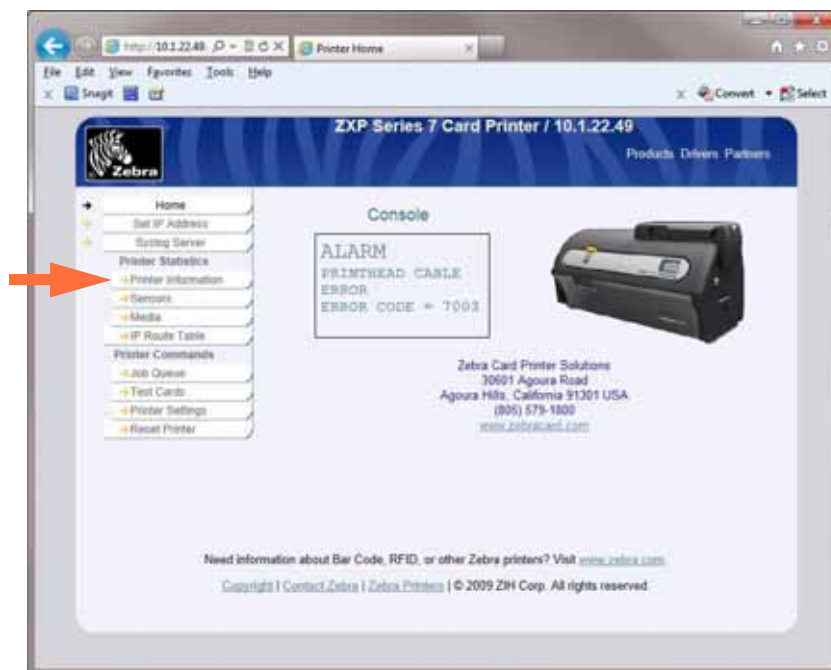 http://10.1.22.49
Printer Home
File Edit View Favorites Tools Help
SnagIt
Convert Select
ZXP Series 7 Card Printer / 10.1.22.49
Products Drivers Partners
Zebra
Home
Set IP Address
Syslog Server
Printer Statistics
Printer Information
Sensors
Media
IP Route Table
Printer Commands
Job Queue
Test Cards
Printer Settings
Reset Printer
Console
ALARM
PRINTHEAD CABLE
ERROR
ERROR CODE = 7003
Zebra Card Printer Solutions
30601 Agoura Road
Agoura Hills, California 91301 USA
(805) 579-1800
www.zebracard.com
Need information about Bar Code, RFID, or other Zebra printers? Visit www.zebra.com
Copyright | Contact Zebra | Zebra Printers | © 2009 ZIH Corp. All rights reserved.